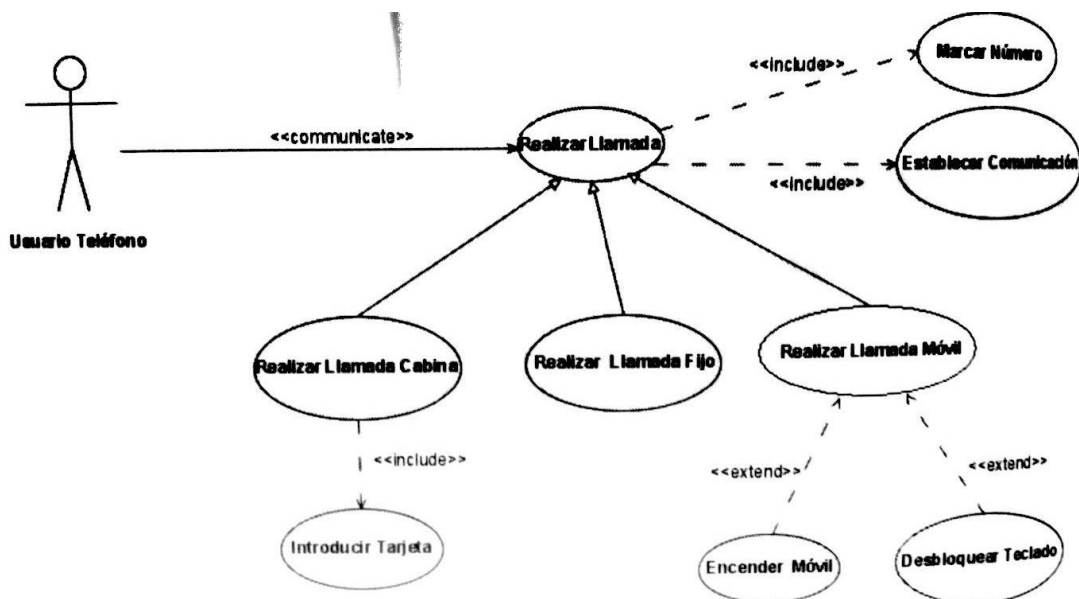 Marcar Número
<<include>>
<<communicate>>
Realizar Llamada
Establecar Comunicación
<<include>>
Usuario Teléfono
Realizar Llamada Cabina
Realizar Llamada Fijo
Realizar Llamada Móvil
<<include>>
<<extend>>
<<extend>>
Introducir Tarjeta
Encender Móvil
Desbloquear Teclado